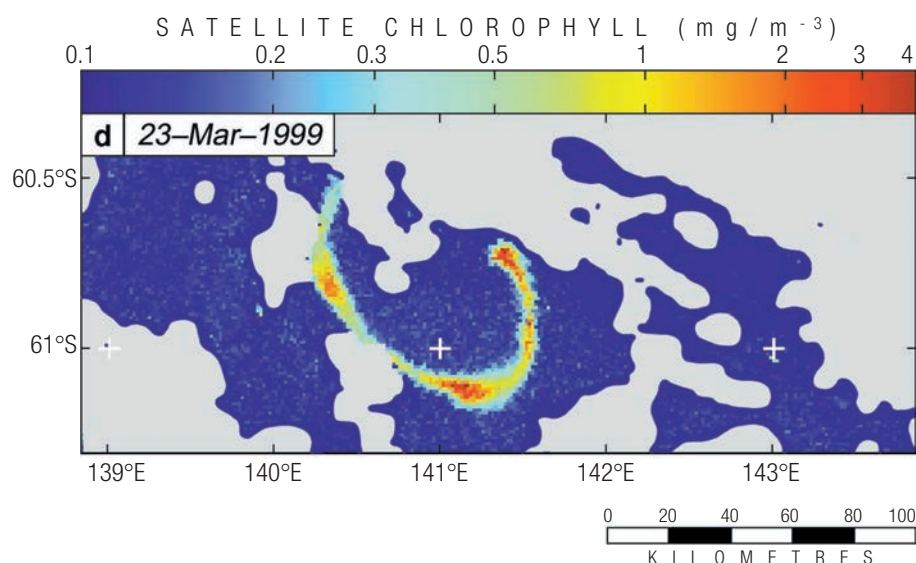 SATELLITE CHLOROPHYLL (mg/m⁻³)
0.1 0.2 0.3 0.5 1 2 3 4
d 23–Mar–1999
60.5°S
61°S
139°E 140°E 141°E 142°E 143°E
0 20 40 60 80 100
KILOMETRES